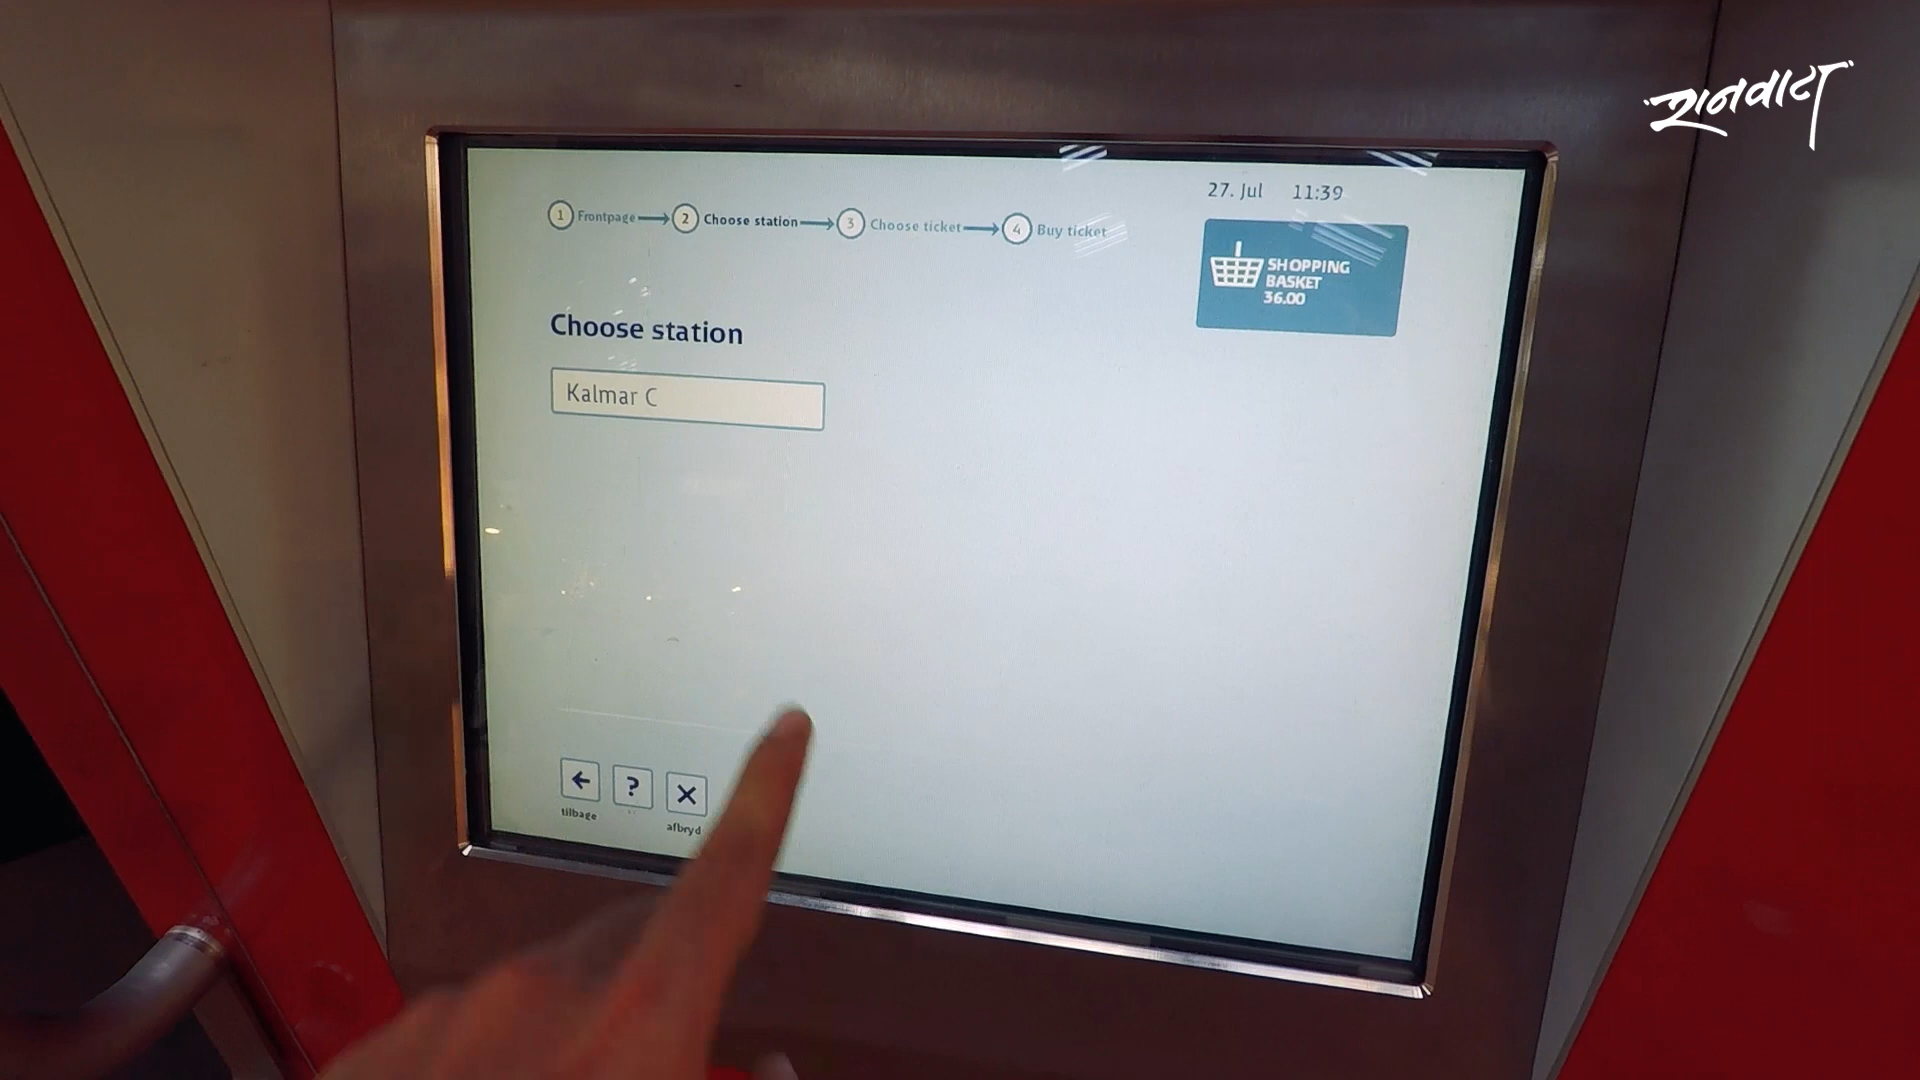 रानवाटा
27. Jul 11:39
1 Frontpage 2 Choose station 3 Choose ticket 4 Buy ticket
SHOPPING
BASKET
36.00
Choose station
Kalmar C
?
tilbage
afbryd